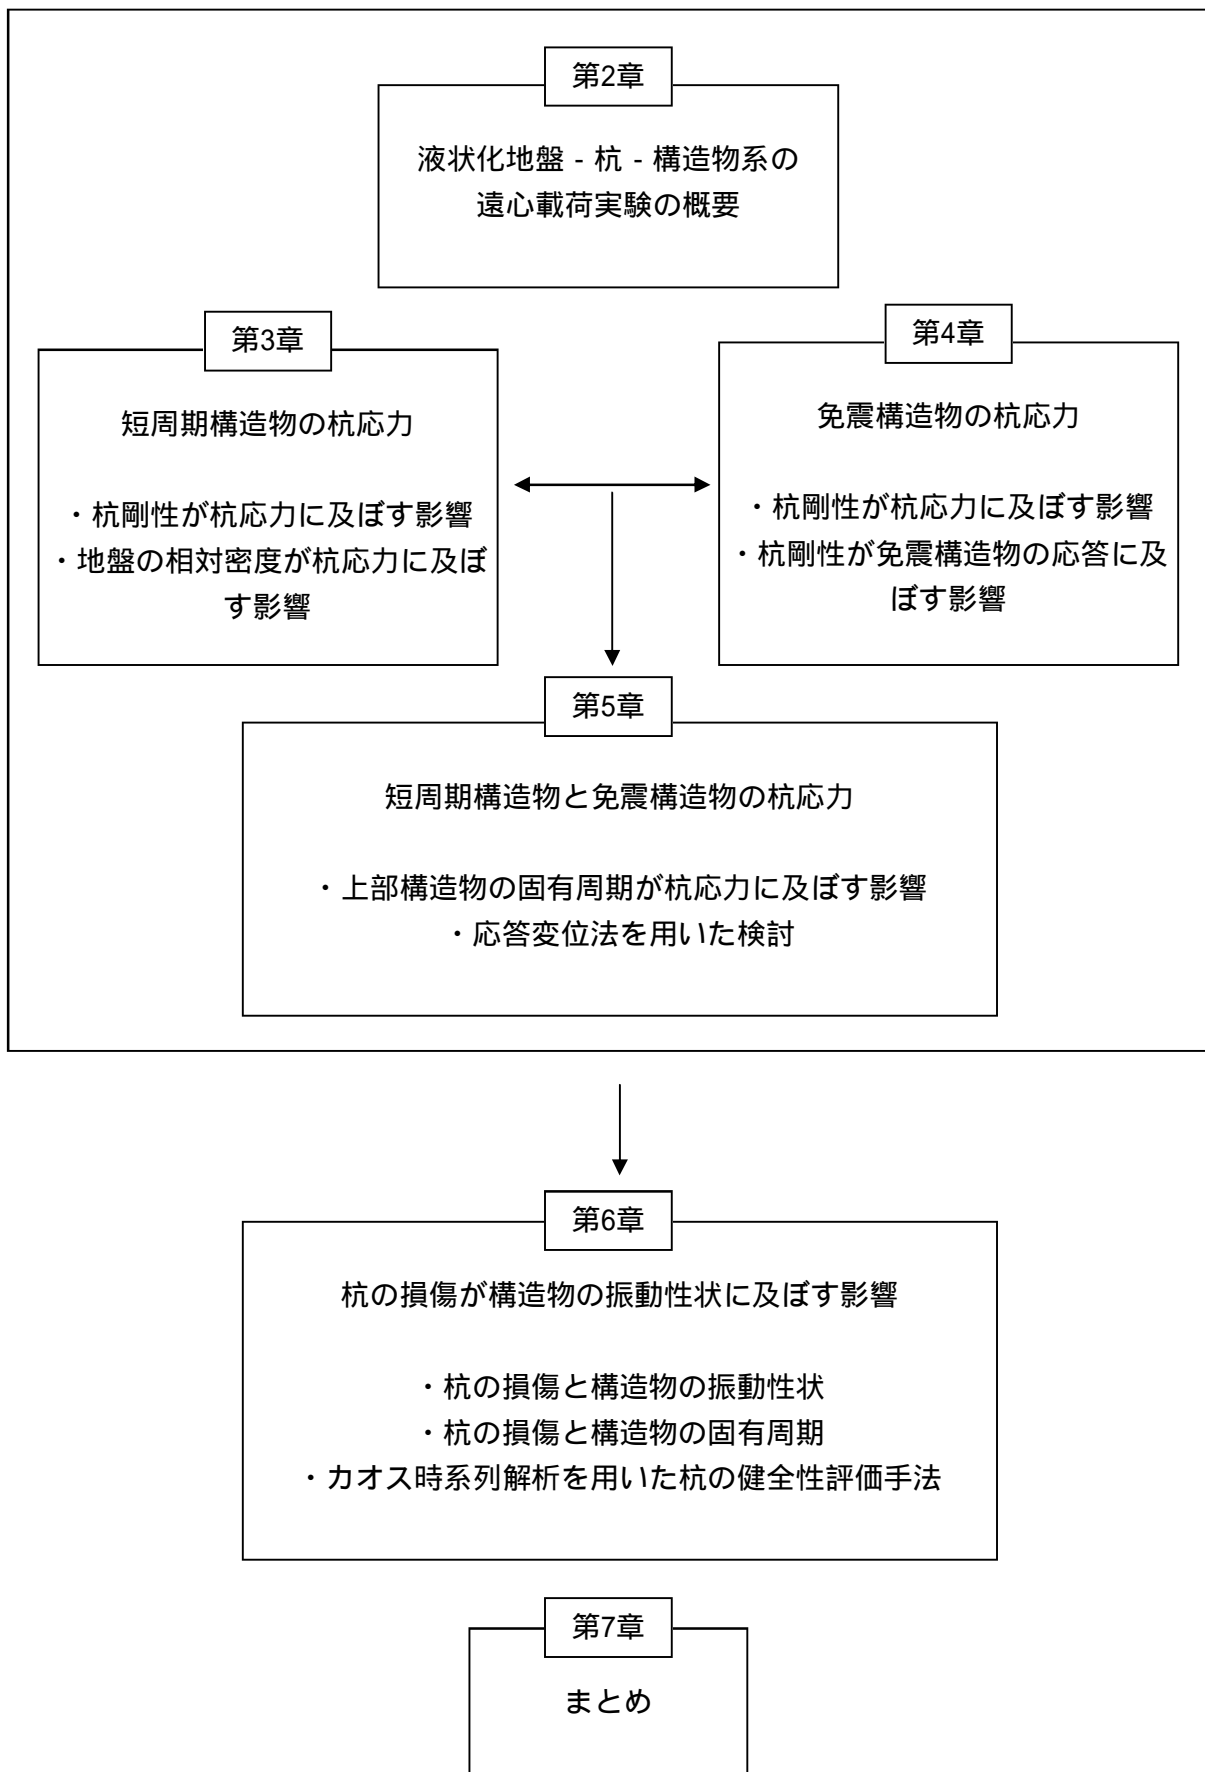 第2章
液状化地盤 - 杭 - 構造物系の
遠心載荷実験の概要
第3章
短周期構造物の杭応力
・杭剛性が杭応力に及ぼす影響
・地盤の相対密度が杭応力に及ぼ
す影響
第4章
免震構造物の杭応力
・杭剛性が杭応力に及ぼす影響
・杭剛性が免震構造物の応答に及
ぼす影響
第5章
短周期構造物と免震構造物の杭応力
・上部構造物の固有周期が杭応力に及ぼす影響
・応答変位法を用いた検討
第6章
杭の損傷が構造物の振動性状に及ぼす影響
・杭の損傷と構造物の振動性状
・杭の損傷と構造物の固有周期
・カオス時系列解析を用いた杭の健全性評価手法
第7章
まとめ